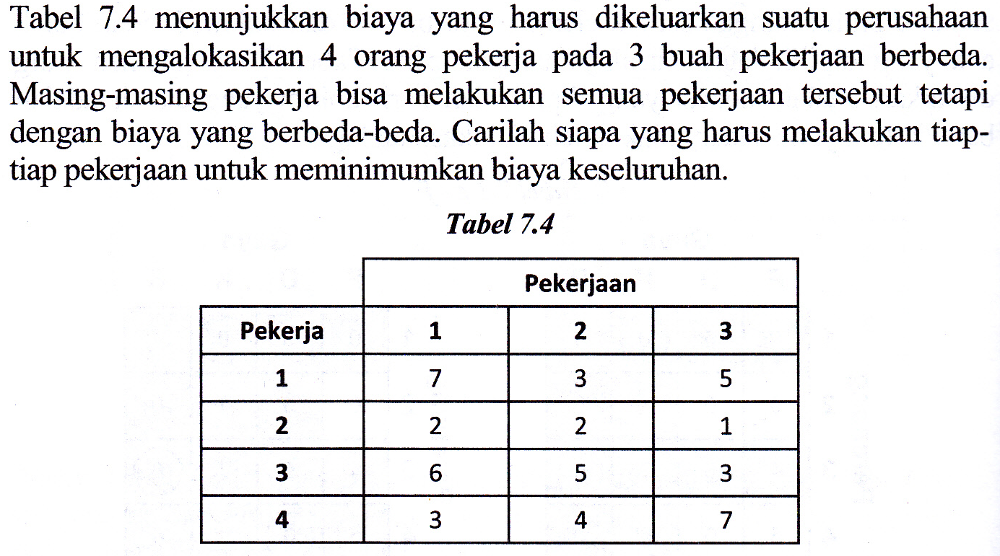 Tabel 7.4 menunjukkan biaya yang harus dikeluarkan suatu perusahaan
untuk mengalokasikan 4 orang pekerja pada 3 buah pekerjaan berbeda.
Masing-masing pekerja bisa melakukan semua pekerjaan tersebut tetapi
dengan biaya yang berbeda-beda. Carilah siapa yang harus melakukan tiap-
tiap pekerjaan untuk meminimumkan biaya keseluruhan.
Tabel 7.4
Pekerjaan
Pekerja 1 2 3
1 7 3 5
2 2 2 1
3 6 5 3
4 3 4 7